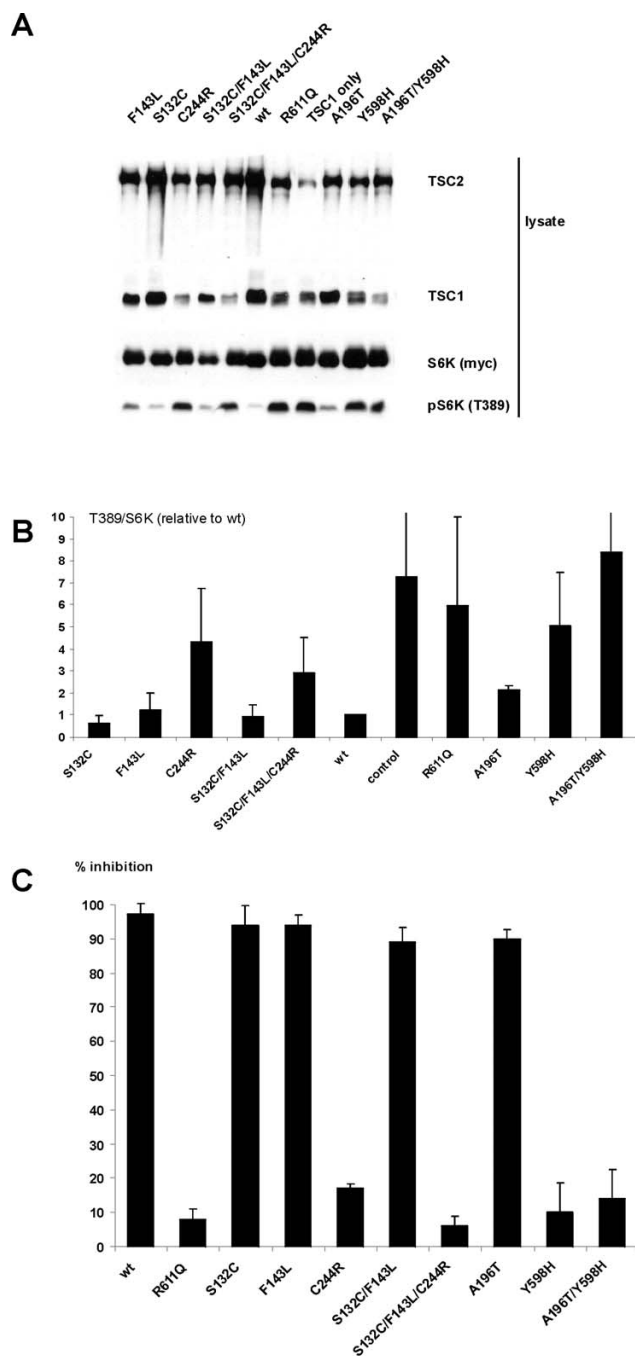 A
F143L
S132C
C244R
S132C/F143L
S132C/F143L/C244R
wt
R611Q
TSC1 only
A196T
Y598H
A196T/Y598H
TSC2
lysate
TSC1
S6K (myc)
pS6K (T389)
B
T389/S6K (relative to wt)
10
9
8
7
6
5
4
3
2
1
0
S132C
F143L
C244R
S132C/F143L
S132C/F143L/C244R
wt
control
R611Q
A196T
Y598H
A196T/Y598H
C
% inhibition
100
90
80
70
60
50
40
30
20
10
0
wt
R611Q
S132C
F143L
C244R
S132C/F143L
S132C/F143L/C244R
A196T
Y598H
A196T/Y598H